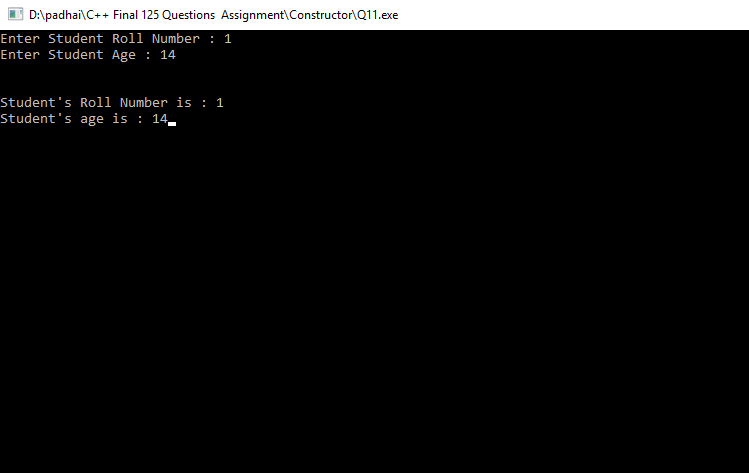 D:\padhai\C++ Final 125 Questions  Assignment\Constructor\Q11.exe
Enter Student Roll Number : 1
Enter Student Age : 14
Student's Roll Number is : 1
Student's age is : 14